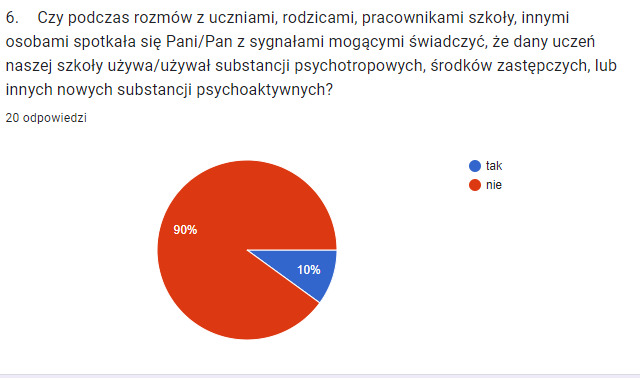 6. Czy podczas rozmów z uczniami, rodzicami, pracownikami szkoły, innymi
osobami spotkała się Pani/Pan z sygnałami mogącymi świadczyć, że dany uczeń
naszej szkoły używa/używał substancji psychotropowych, środków zastępczych, lub
innych nowych substancji psychoaktywnych?
20 odpowiedzi
tak
nie
90%
10%